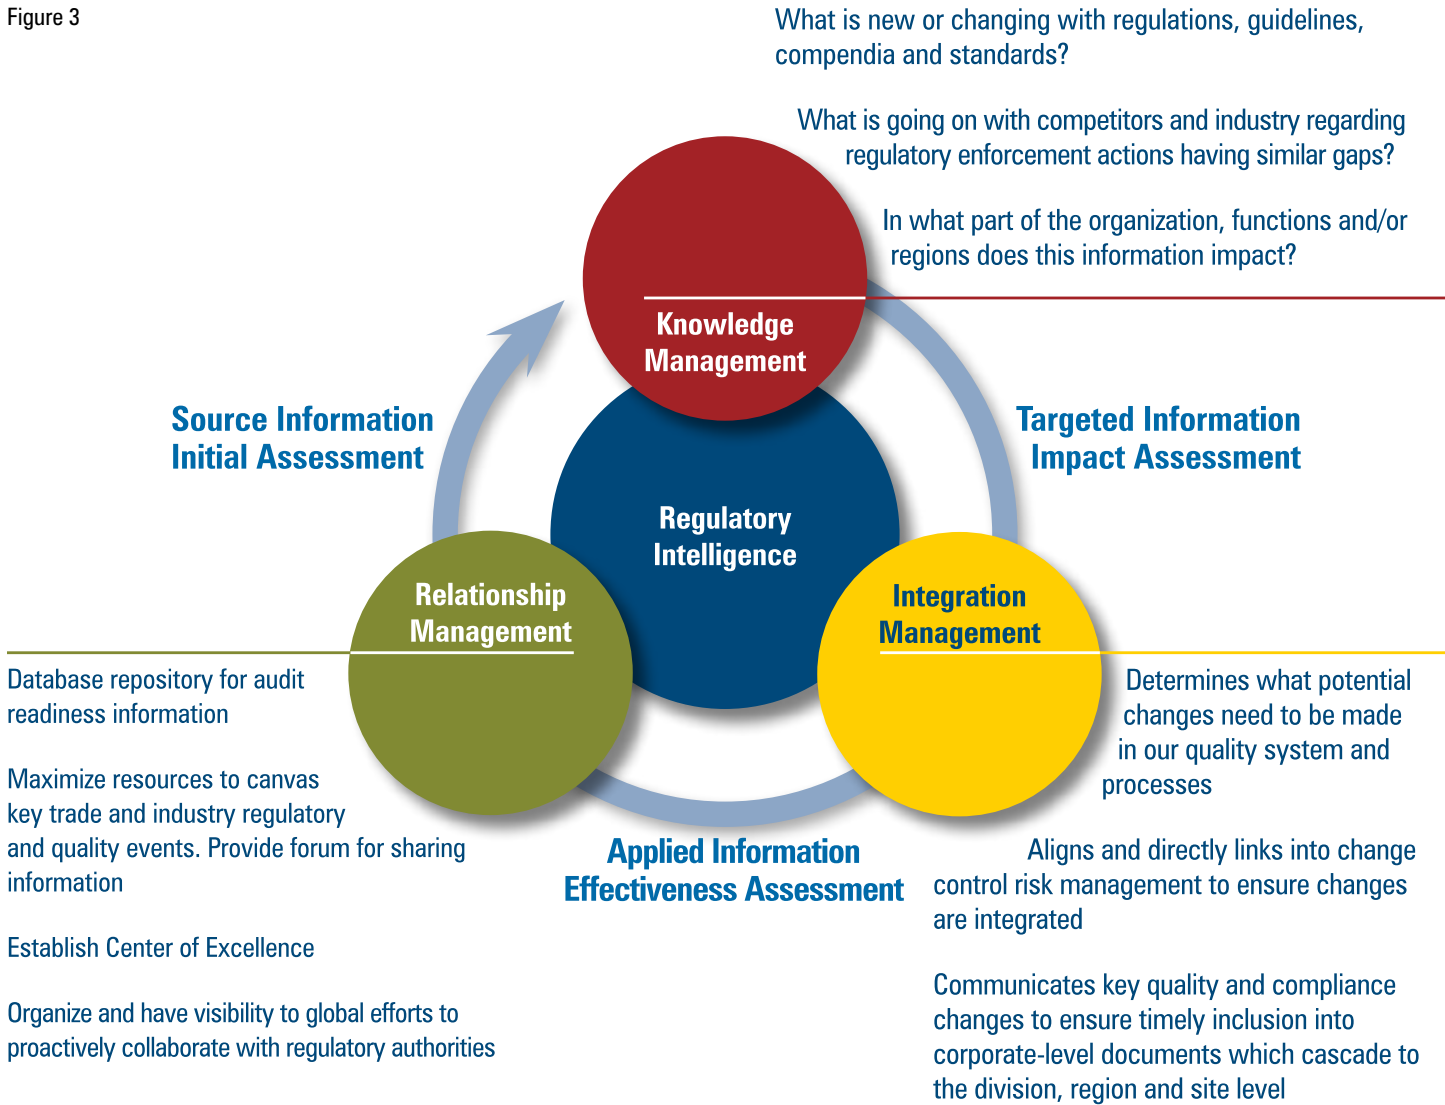 Figure 3
What is new or changing with regulations, guidelines,
compendia and standards?
What is going on with competitors and industry regarding
regulatory enforcement actions having similar gaps?
In what part of the organization, functions and/or
regions does this information impact?
Knowledge
Management
Source Information
Initial Assessment
Targeted Information
Impact Assessment
Regulatory
Intelligence
Relationship
Management
Integration
Management
Database repository for audit
readiness information
Maximize resources to canvas
key trade and industry regulatory
and quality events. Provide forum for sharing
information
Establish Center of Excellence
Organize and have visibility to global efforts to
proactively collaborate with regulatory authorities
Applied Information
Effectiveness Assessment
Determines what potential
changes need to be made
in our quality system and
processes
Aligns and directly links into change
control risk management to ensure changes
are integrated
Communicates key quality and compliance
changes to ensure timely inclusion into
corporate-level documents which cascade to
the division, region and site level